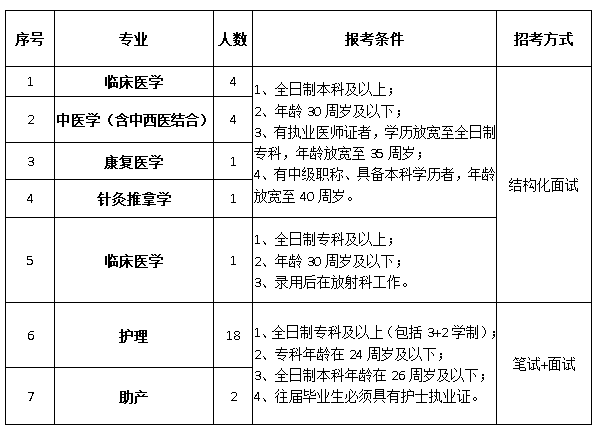 序号 专业 人数 报考条件 招考方式
1 临床医学 4
2 中医学（含中西医结合） 4
3 康复医学 1
4 针灸推拿学 1
1、全日制本科及以上；
2、年龄 30 周岁及以下；
3、有执业医师证者，学历放宽至全日制
专科，年龄放宽至 35 周岁；
4、有中级职称、具备本科学历者，年龄
放宽至 40 周岁。
结构化面试
5 临床医学 1
1、全日制专科及以上；
2、年龄 30 周岁及以下；
3、录用后在放射科工作。
6 护理 18
7 助产 2
1、全日制专科及以上（包括 3+2 学制）；
2、专科年龄在 24 周岁及以下；
3、全日制本科年龄在 26 周岁及以下；
4、往届毕业生必须具有护士执业证。
笔试+面试